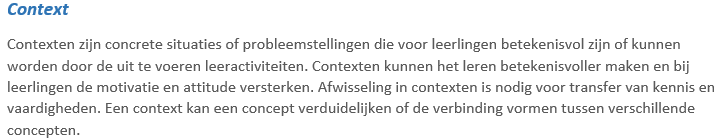 Context
Contexten zijn concrete situaties of probleemstellingen die voor leerlingen betekenisvol zijn of kunnen
worden door de uit te voeren leeractiviteiten. Contexten kunnen het leren betekenisvoller maken en bij
leerlingen de motivatie en attitude versterken. Afwisseling in contexten is nodig voor transfer van kennis en
vaardigheden. Een context kan een concept verduidelijken of de verbinding vormen tussen verschillende
concepten.